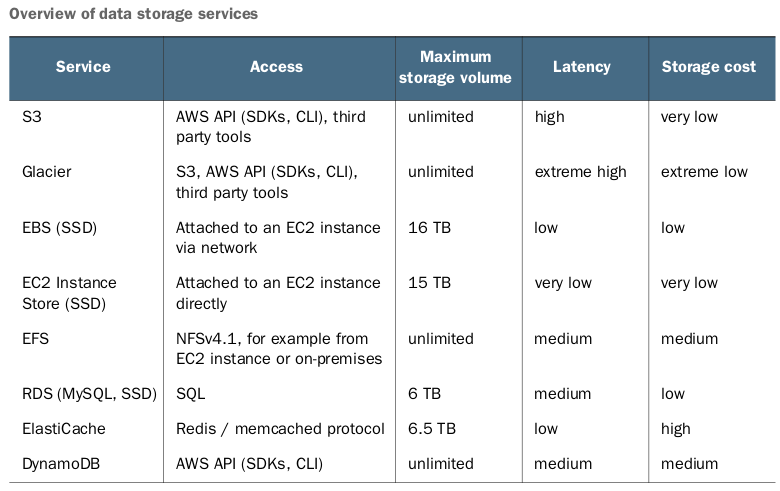 Overview of data storage services
Service Access Maximum storage volume Latency Storage cost
S3 AWS API (SDKs, CLI), third party tools unlimited high very low
Glacier S3, AWS API (SDKs, CLI), third party tools unlimited extreme high extreme low
EBS (SSD) Attached to an EC2 instance via network 16 TB low low
EC2 Instance Store (SSD) Attached to an EC2 instance directly 15 TB very low very low
EFS NFSv4.1, for example from EC2 instance or on-premises unlimited medium medium
RDS (MySQL, SSD) SQL 6 TB medium low
ElastiCache Redis / memcached protocol 6.5 TB low high
DynamoDB AWS API (SDKs, CLI) unlimited medium medium